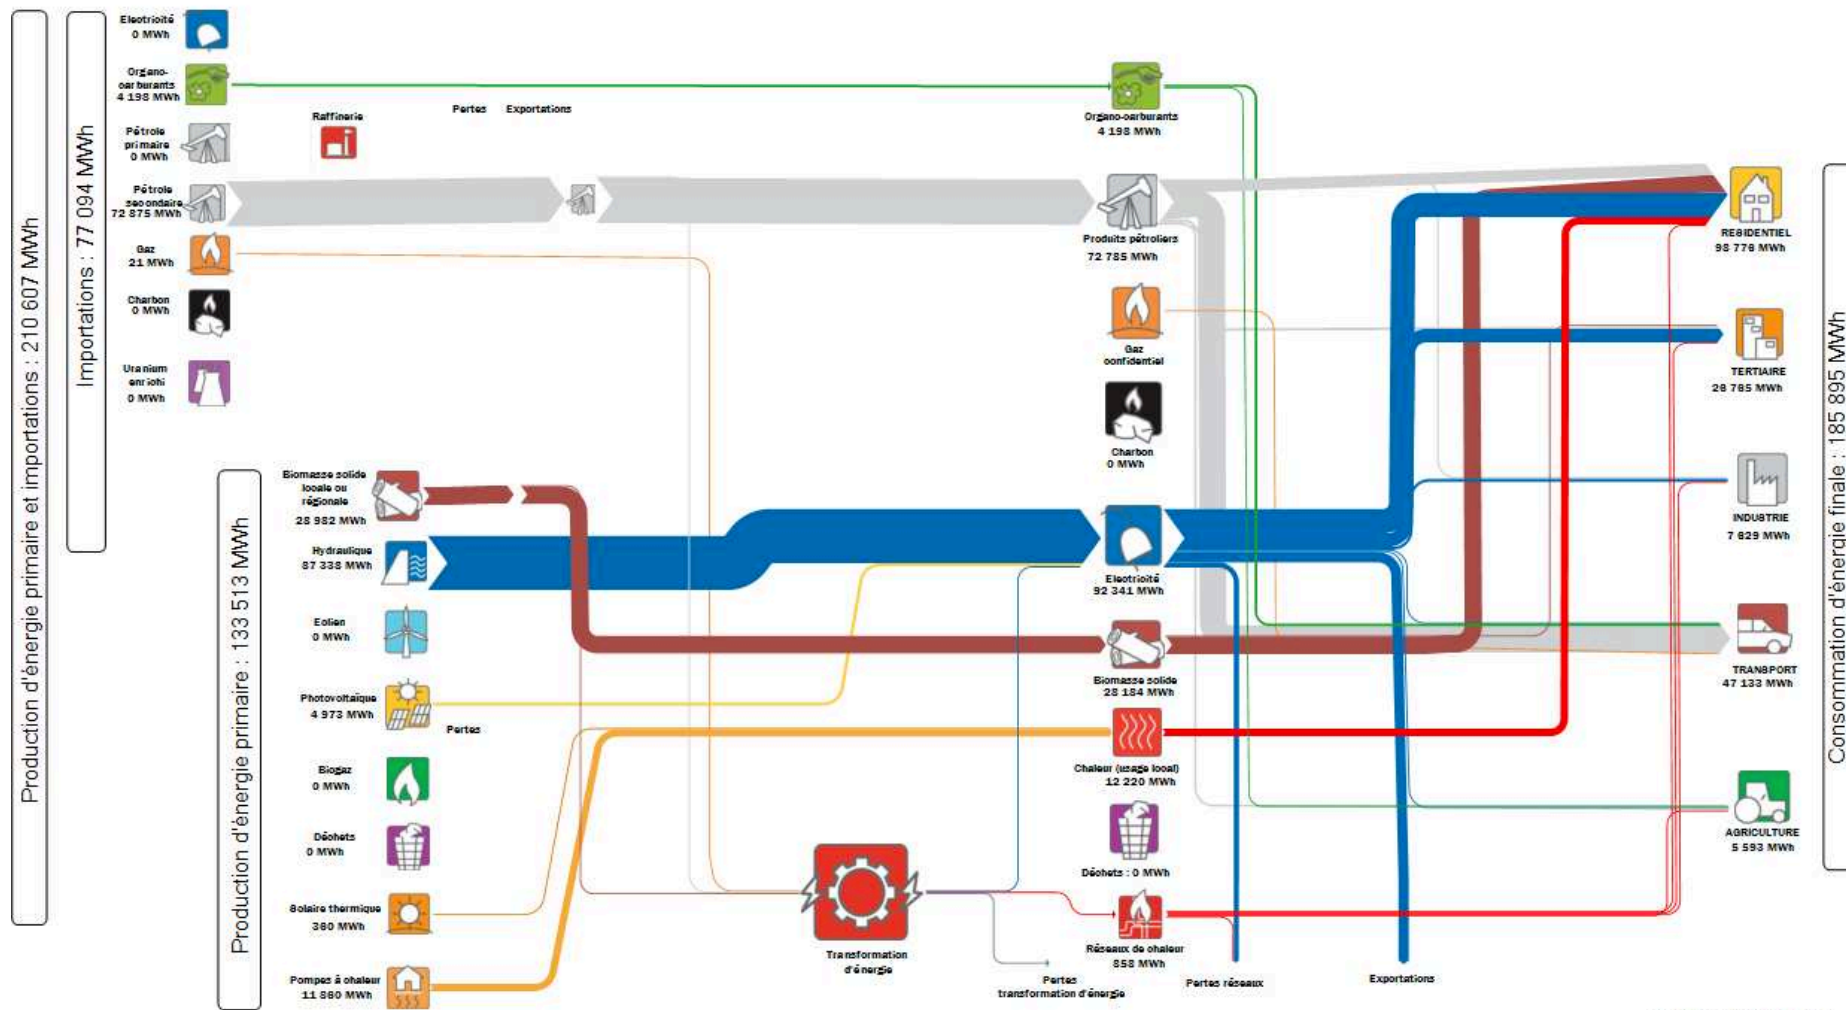 Production d'énergie primaire et importations : 210 607 MWh
Importations : 77 094 MWh
Electricité
0 MWh
Organo-
carburants
4 198 MWh
Pétrole
primaire
0 MWh
Pétrole
secondaire
72 875 MWh
Gaz
21 MWh
Charbon
0 MWh
Uranium
enrichi
0 MWh
Raffinerie
Pertes
Exportations
Production d'énergie primaire : 133 513 MWh
Biomasse solide
locale ou
régionale
28 982 MWh
Hydraulique
87 338 MWh
Eolien
0 MWh
Photovoltaïque
4 973 MWh
Pertes
Biogaz
0 MWh
Déchets
0 MWh
Solaire thermique
360 MWh
Pompes à chaleur
11 860 MWh
Transformation
d'énergie
Organo-carburants
4 198 MWh
Produits pétroliers
72 785 MWh
Gaz
confidentiel
Charbon
0 MWh
Electricité
92 341 MWh
Biomasse solide
28 184 MWh
Chaleur (usage local)
12 220 MWh
Déchets : 0 MWh
Réseaux de chaleur
858 MWh
Pertes
transformation d'énergie
Pertes réseaux
Exportations
RESIDENTIEL
98 776 MWh
TERTIAIRE
26 765 MWh
INDUSTRIE
7 629 MWh
TRANSPORT
47 133 MWh
AGRICULTURE
5 593 MWh
Consommation d'énergie finale : 185 895 MWh